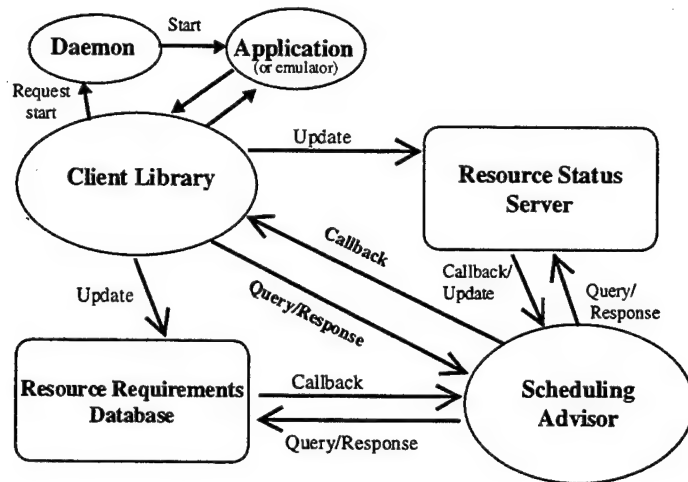 Start
Daemon
Application
(or emulator)
Request
start
Update
Client Library
Resource Status
Server
Callback
Callback/
Update
Query/
Response
Update
Query/Response
Resource Requirements
Database
Callback
Query/Response
Scheduling
Advisor